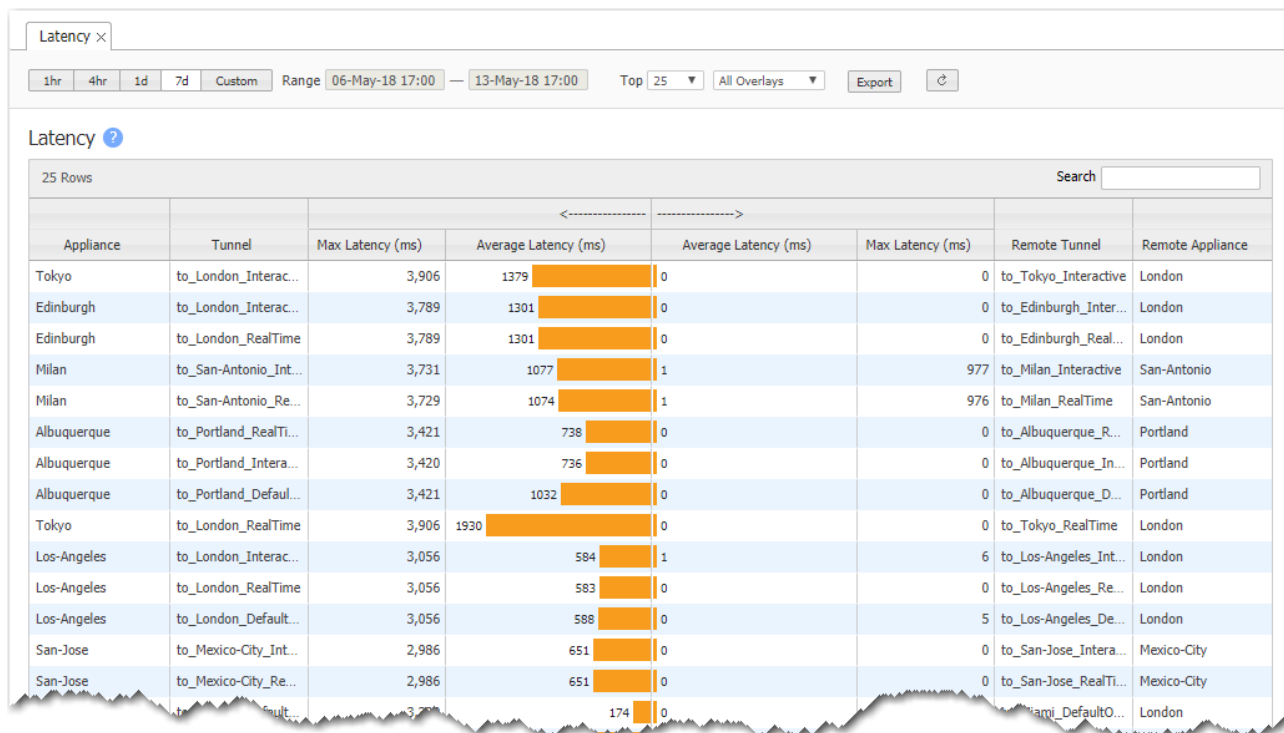 Latency ×
1hr 4hr 1d 7d Custom Range 06-May-18 17:00 — 13-May-18 17:00 Top 25 ▼ All Overlays ▼ Export
Latency ?
25 Rows Search
<---------------- ---------------->
Appliance Tunnel Max Latency (ms) Average Latency (ms) Average Latency (ms) Max Latency (ms) Remote Tunnel Remote Appliance
Tokyo to_London_Interac... 3,906 1379 0 0 to_Tokyo_Interactive London
Edinburgh to_London_Interac... 3,789 1301 0 0 to_Edinburgh_Inter... London
Edinburgh to_London_RealTime 3,789 1301 0 0 to_Edinburgh_Real... London
Milan to_San-Antonio_Int... 3,731 1077 1 977 to_Milan_Interactive San-Antonio
Milan to_San-Antonio_Re... 3,729 1074 1 976 to_Milan_RealTime San-Antonio
Albuquerque to_Portland_RealTi... 3,421 738 0 0 to_Albuquerque_R... Portland
Albuquerque to_Portland_Intera... 3,420 736 0 0 to_Albuquerque_In... Portland
Albuquerque to_Portland_Defaul... 3,421 1032 0 0 to_Albuquerque_D... Portland
Tokyo to_London_RealTime 3,906 1930 0 0 to_Tokyo_RealTime London
Los-Angeles to_London_Interac... 3,056 584 1 6 to_Los-Angeles_Int... London
Los-Angeles to_London_RealTime 3,056 583 0 0 to_Los-Angeles_Re... London
Los-Angeles to_London_Default... 3,056 588 0 5 to_Los-Angeles_De... London
San-Jose to_Mexico-City_Int... 2,986 651 0 0 to_San-Jose_Intera... Mexico-City
San-Jose to_Mexico-City_Re... 2,986 651 0 0 to_San-Jose_RealTi... Mexico-City
174 0 London